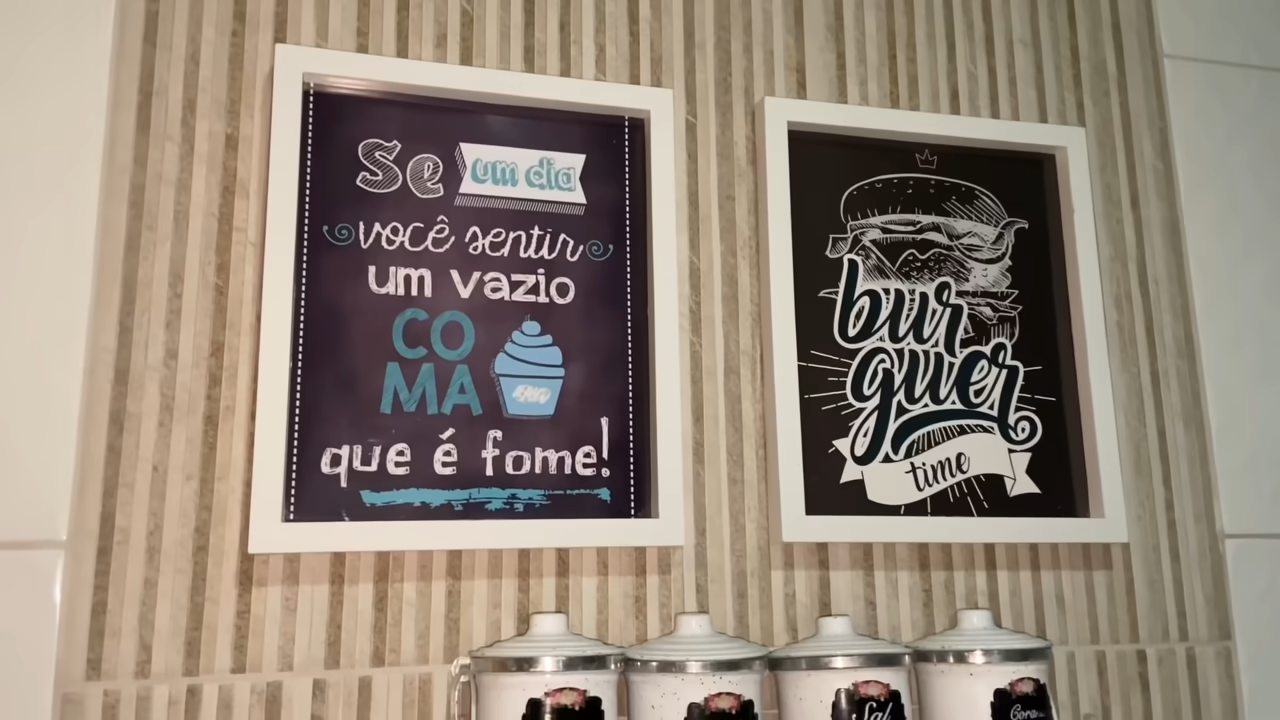 Se um dia
você sentir
um vazio
CO
MA
que é fome!
bur
guer
time
Sal